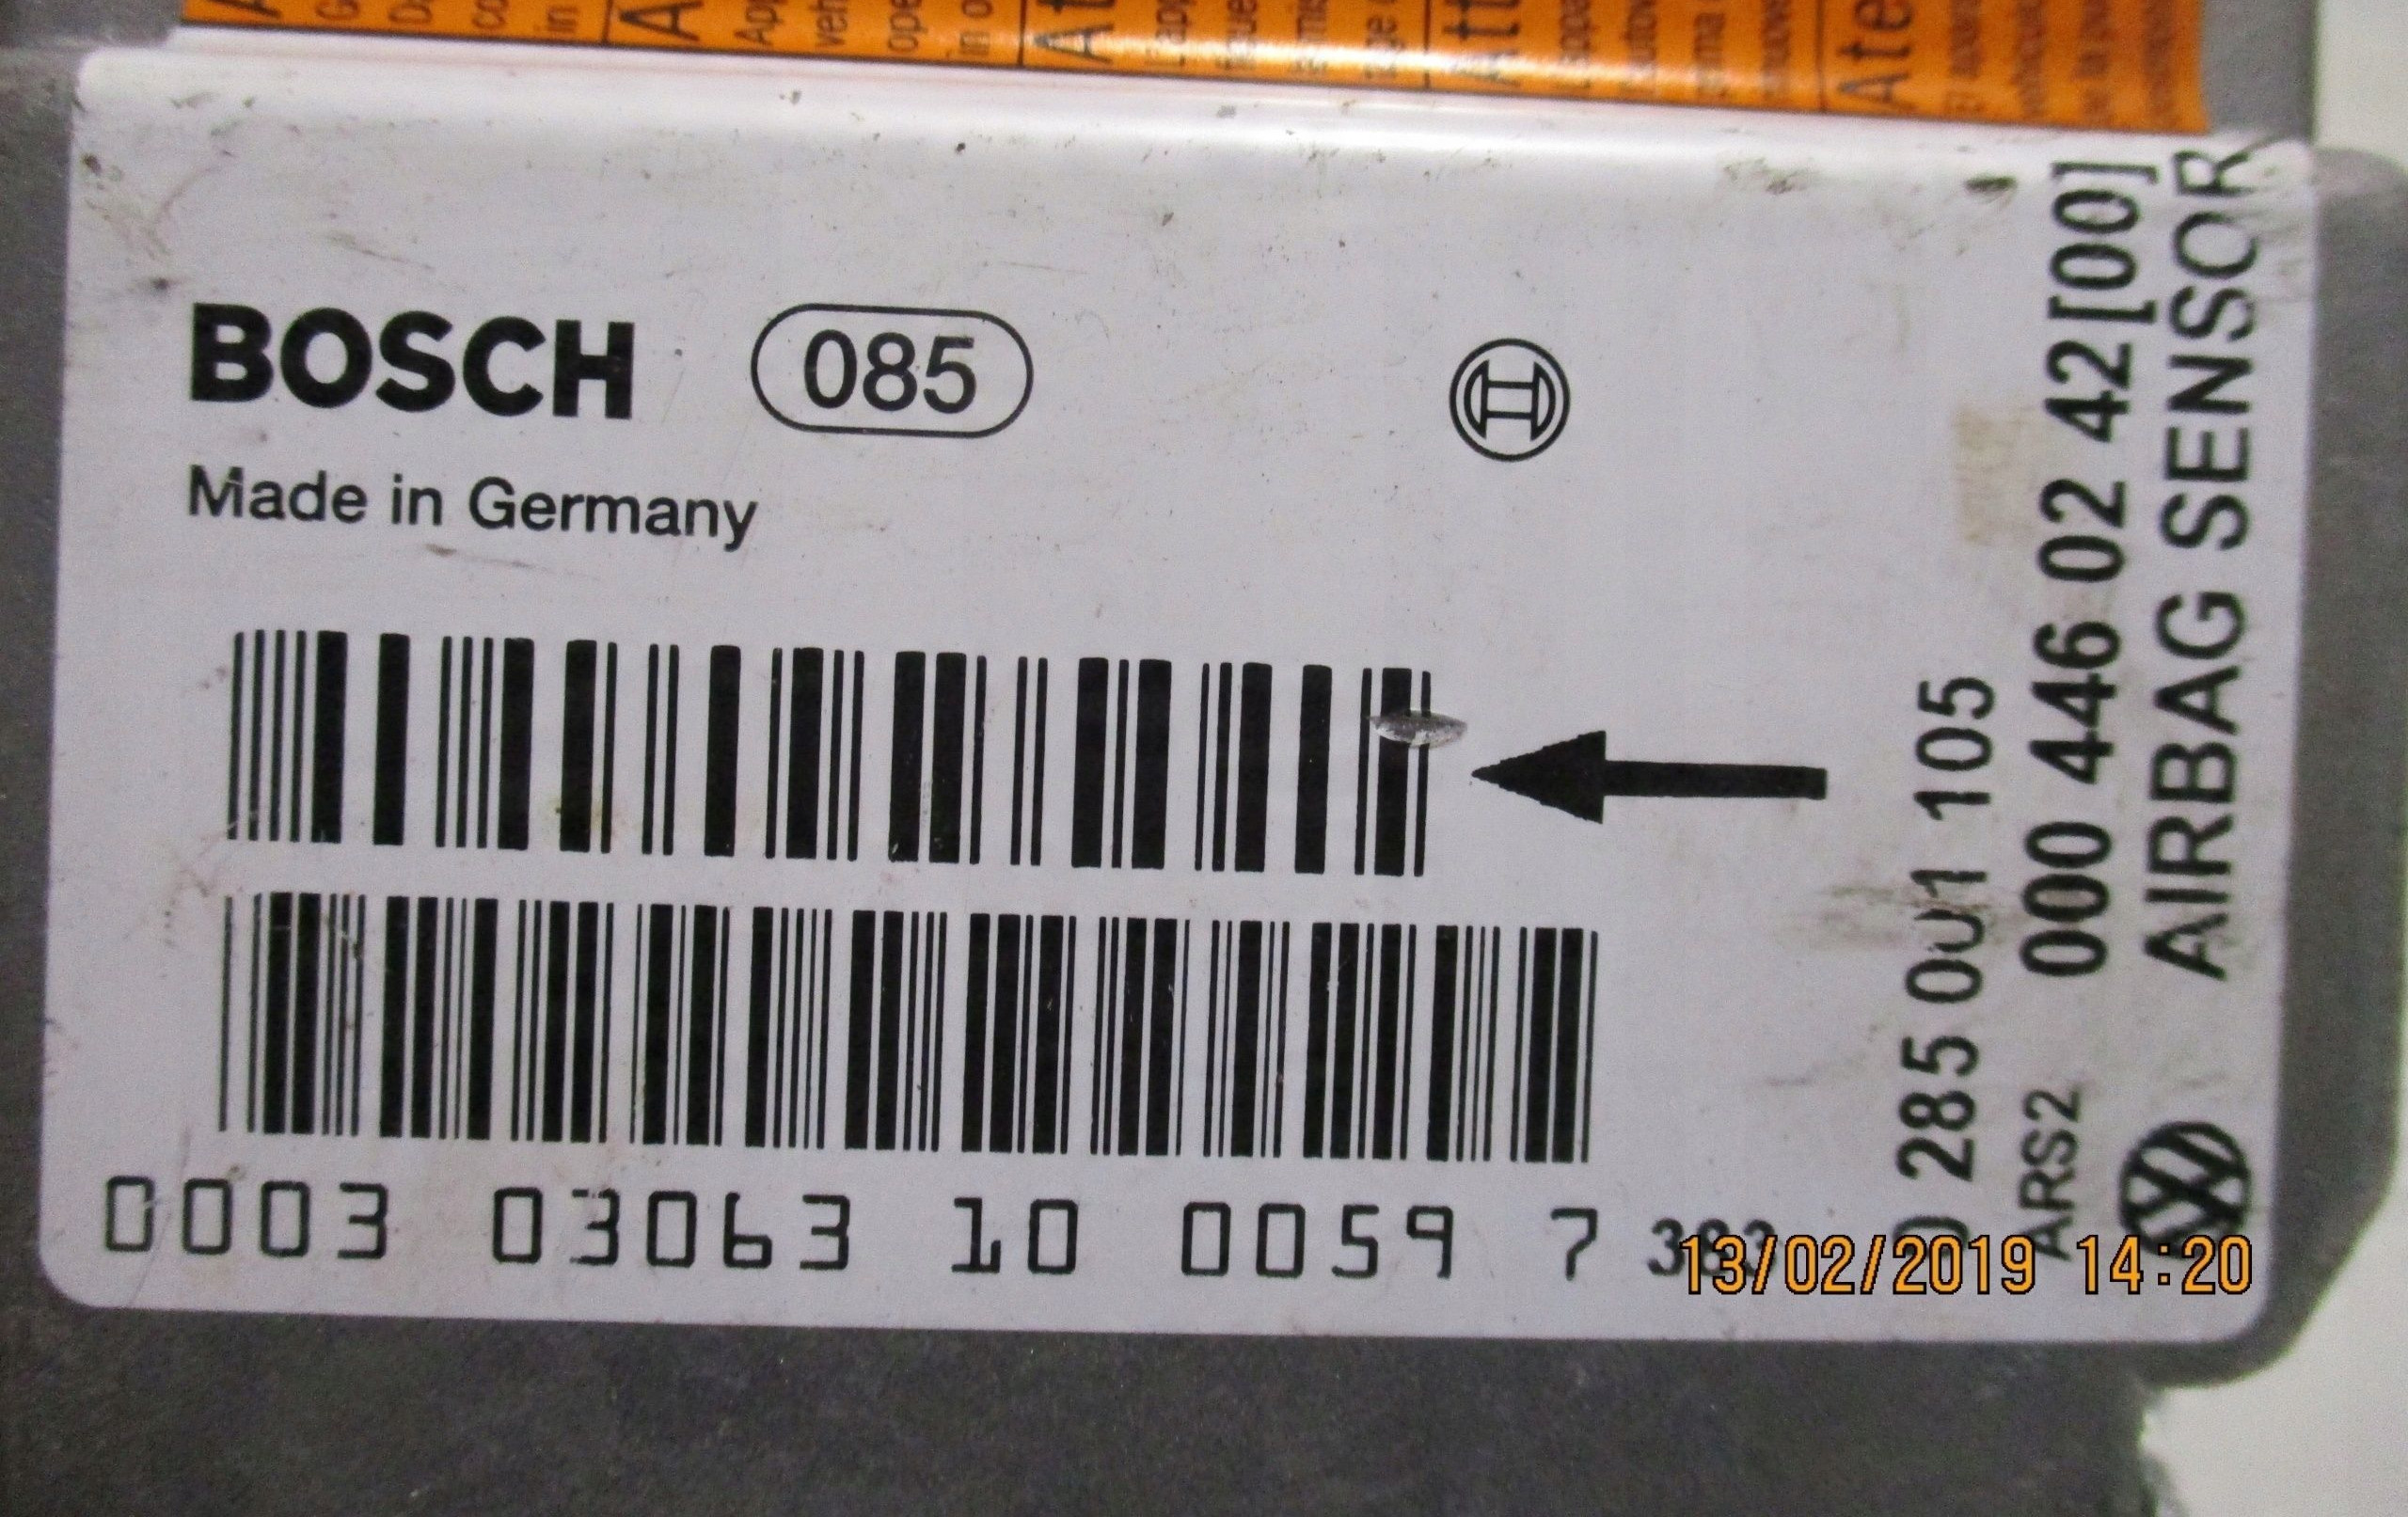 BOSCH 085
Made in Germany
0003 03063 10 0059 7
0 285 001 105
ARS2 000 446 02 42[00]
AIRBAG SENSOR
13/02/2019 14:20